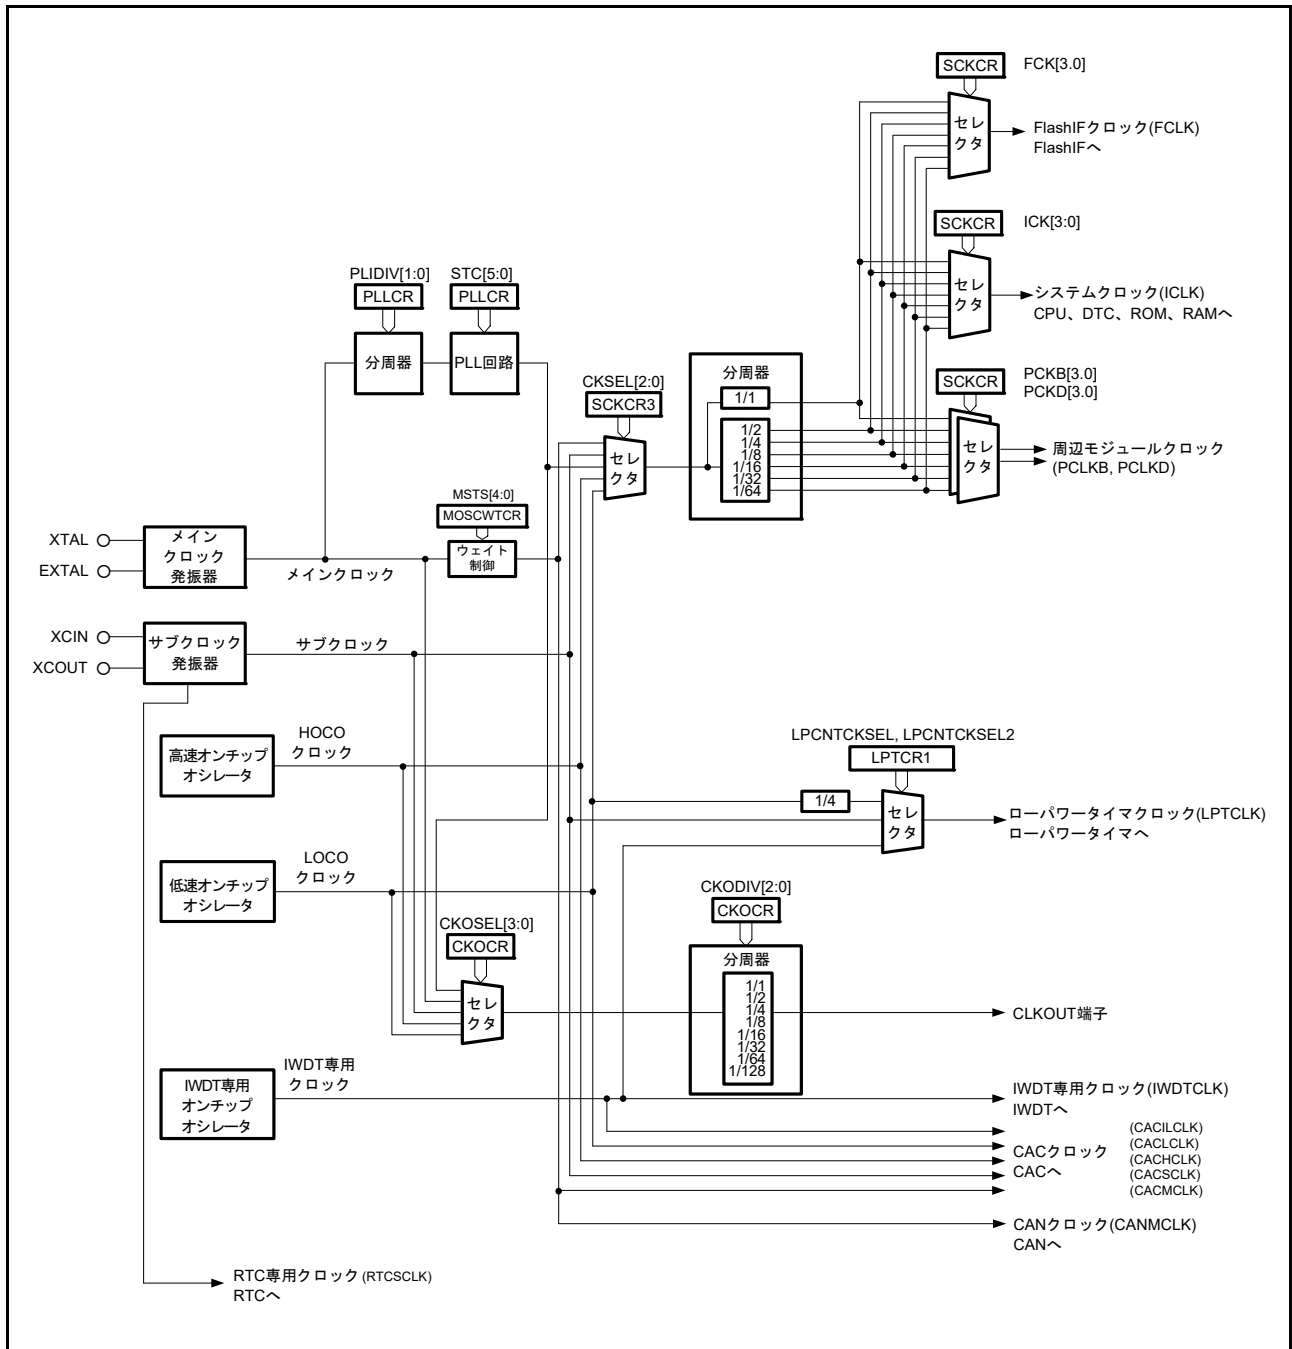 SCKCR
FCK[3.0]
セレ
クタ
FlashIFクロック(FCLK)
FlashIFへ
SCKCR
ICK[3:0]
セレ
クタ
システムクロック(ICLK)
CPU、DTC、ROM、RAMへ
PLIDIV[1:0]
PLLCR
分周器
STC[5:0]
PLLCR
PLL回路
CKSEL[2:0]
SCKCR3
セレ
クタ
分周器
1/1
1/2
1/4
1/8
1/16
1/32
1/64
SCKCR
PCKB[3.0]
PCKD[3.0]
セレ
クタ
周辺モジュールクロック
(PCLKB, PCLKD)
MSTS[4:0]
MOSCWTCR
ウェイト
制御
XTAL
EXTAL
メイン
クロック
発振器
メインクロック
XCIN
XCOUT
サブクロック
発振器
サブクロック
高速オンチップ
オシレータ
HOCO
クロック
LPCNTCKSEL, LPCNTCKSEL2
LPTCR1
1/4
セレ
クタ
ローパワータイマクロック(LPTCLK)
ローパワータイマへ
低速オンチップ
オシレータ
LOCO
クロック
CKOSEL[3:0]
CKOCR
セレ
クタ
CKODIV[2:0]
CKOCR
分周器
1/1
1/2
1/4
1/8
1/16
1/32
1/64
1/128
CLKOUT端子
IWDT専用
オンチップ
オシレータ
IWDT専用
クロック
IWDT専用クロック(IWDTCLK)
IWDTへ
CACクロック
CACへ
(CACILCLK)
(CACLCLK)
(CACHCLK)
(CACSCLK)
(CACMCLK)
CANクロック(CANMCLK)
CANへ
RTC専用クロック(RTCSCLK)
RTCへ